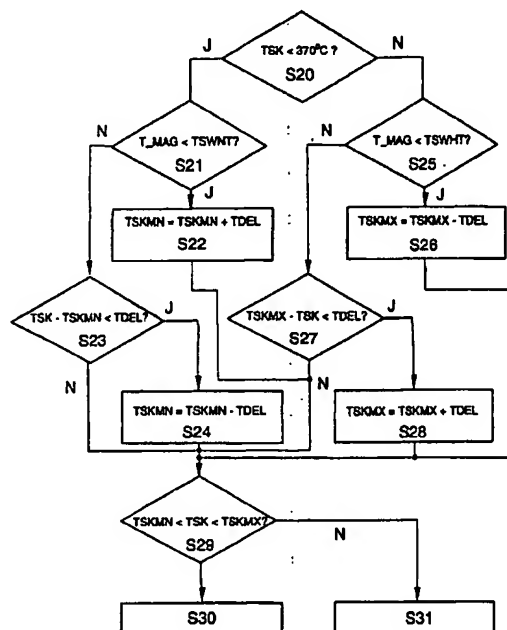 TSK < 370°C ?
S20
J
N
T_MAG < TSWNT?
S21
N
J
T_MAG < TSWHT?
S25
N
J
TSKMN = TSKMN + TDEL
S22
TSKMX = TSKMX - TDEL
S26
TSK - TSKMN < TDEL?
S23
J
N
TSKMX - TSK < TDEL?
S27
J
N
TSKMN = TSKMN - TDEL
S24
TSKMX = TSKMX + TDEL
S28
TSKMN < TSK < TSKMX?
S29
N
S30
S31